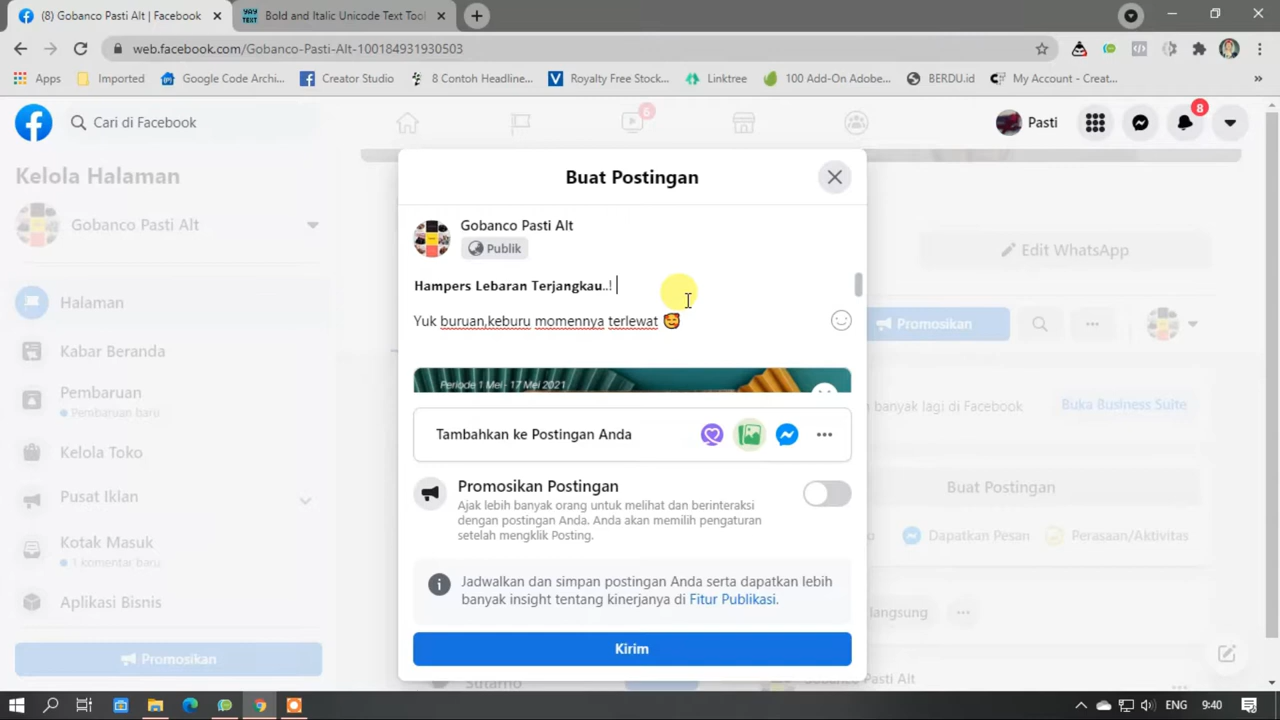 (8) Gobanco Pasti Alt | Facebook
YAY TEXT
Bold and Italic Unicode Text Tool
web.facebook.com/Gobanco-Pasti-Alt-100184931930503
Apps
Imported
Google Code Archi...
Creator Studio
8 Contoh Headline...
Royalty Free Stock...
Linktree
100 Add-On Adobe...
BERDU.id
My Account - Creat...
»
Cari di Facebook
6
Pasti
8
Kelola Halaman
Gobanco Pasti Alt
Halaman
Kabar Beranda
Pembaruan
Pembaruan baru
Kelola Toko
Pusat Iklan
Kotak Masuk
1 komentar baru
Aplikasi Bisnis
Promosikan
Buat Postingan
Gobanco Pasti Alt
Publik
Hampers Lebaran Terjangkau..!
Yuk buruan,keburu momennya terlewat 🥰
Periode 1 Mei - 17 Mei 2021
Tambahkan ke Postingan Anda
Promosikan Postingan
Ajak lebih banyak orang untuk melihat dan berinteraksi
dengan postingan Anda. Anda akan memilih pengaturan
setelah mengklik Posting.
Jadwalkan dan simpan postingan Anda serta dapatkan lebih
banyak insight tentang kinerjanya di Fitur Publikasi.
Kirim
Edit WhatsApp
Promosikan
banyak lagi di Facebook
Buka Business Suite
Buat Postingan
Dapatkan Pesan
Perasaan/Aktivitas
langsung
Gobanco Pasti Alt
Sutarno
ENG
9:40